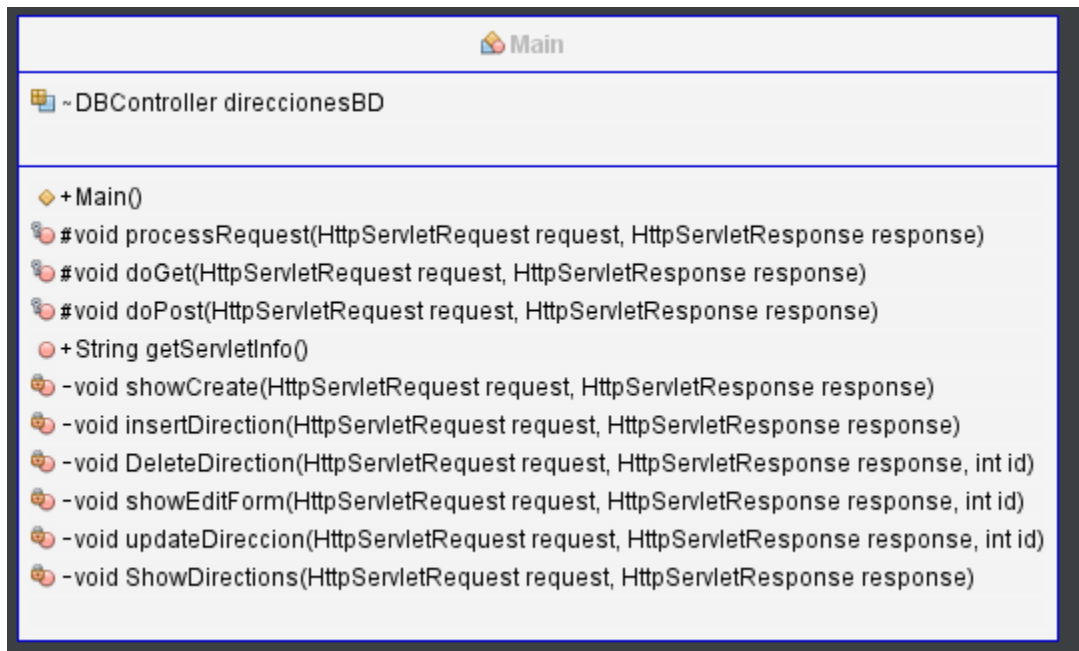 Main
~DBController direccionesBD
+Main()
#void processRequest(HttpServletRequest request, HttpServletResponse response)
#void doGet(HttpServletRequest request, HttpServletResponse response)
#void doPost(HttpServletRequest request, HttpServletResponse response)
+String getServletInfo()
-void showCreate(HttpServletRequest request, HttpServletResponse response)
-void insertDirection(HttpServletRequest request, HttpServletResponse response)
-void DeleteDirection(HttpServletRequest request, HttpServletResponse response, int id)
-void showEditForm(HttpServletRequest request, HttpServletResponse response, int id)
-void updateDireccion(HttpServletRequest request, HttpServletResponse response, int id)
-void ShowDirections(HttpServletRequest request, HttpServletResponse response)